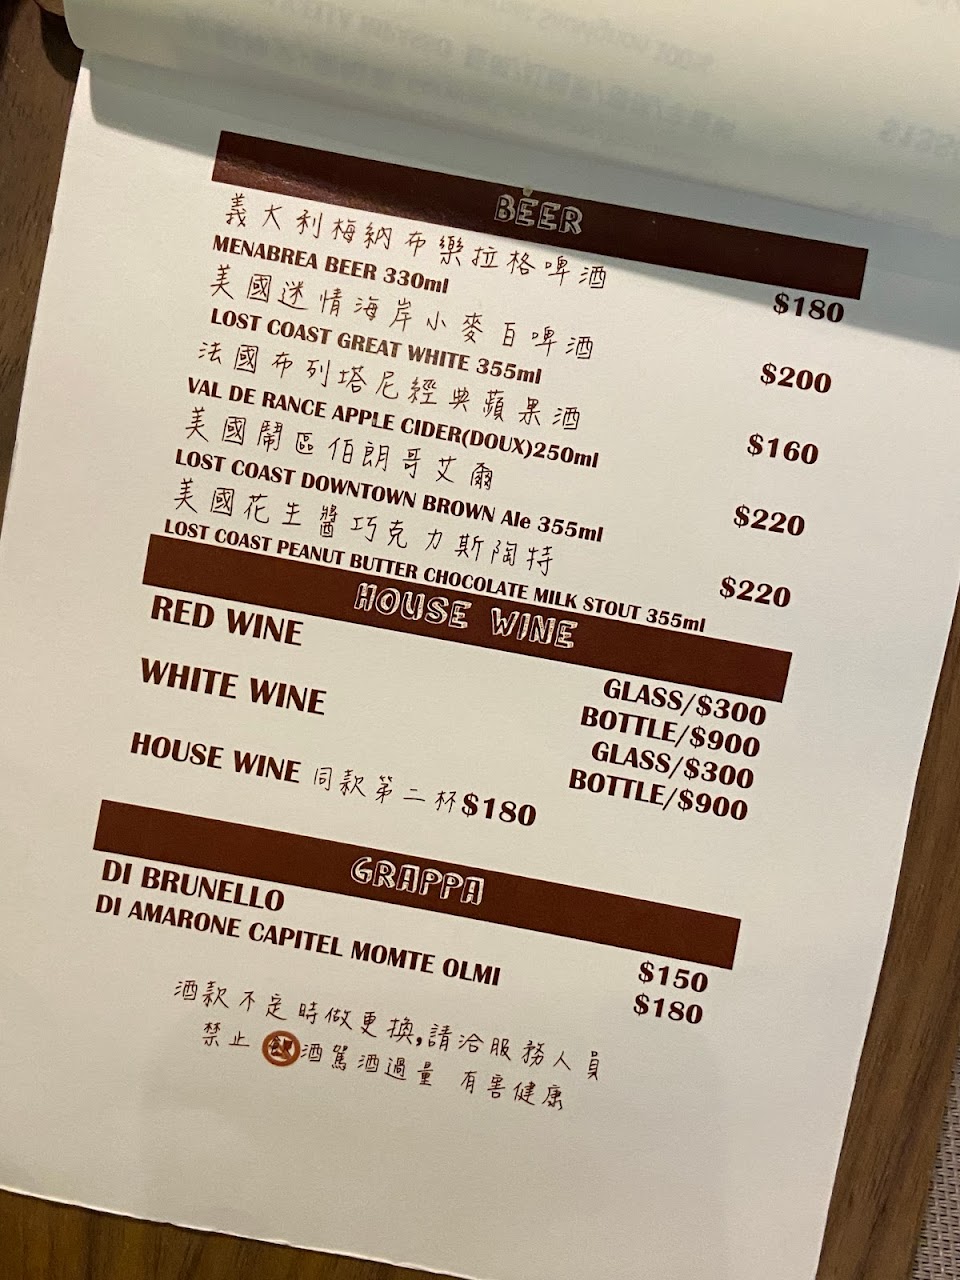 BEER
義大利梅納布樂拉格啤酒
MENABREA BEER 330ml $180
美國迷情海岸小麥白啤酒
LOST COAST GREAT WHITE 355ml $200
法國布列塔尼經典蘋果酒
VAL DE RANCE APPLE CIDER(DOUX)250ml $160
美國鬧區伯朗哥艾爾
LOST COAST DOWNTOWN BROWN Ale 355ml $220
美國花生醬巧克力斯陶特
LOST COAST PEANUT BUTTER CHOCOLATE MILK STOUT 355ml $220
HOUSE WINE
RED WINE GLASS/$300
BOTTLE/$900
WHITE WINE GLASS/$300
BOTTLE/$900
HOUSE WINE 同款第二杯$180
GRAPPA
DI BRUNELLO $150
DI AMARONE CAPITEL MOMTE OLMI $180
酒款不定時做更換,請洽服務人員
禁止飲酒駕酒過量 有害健康